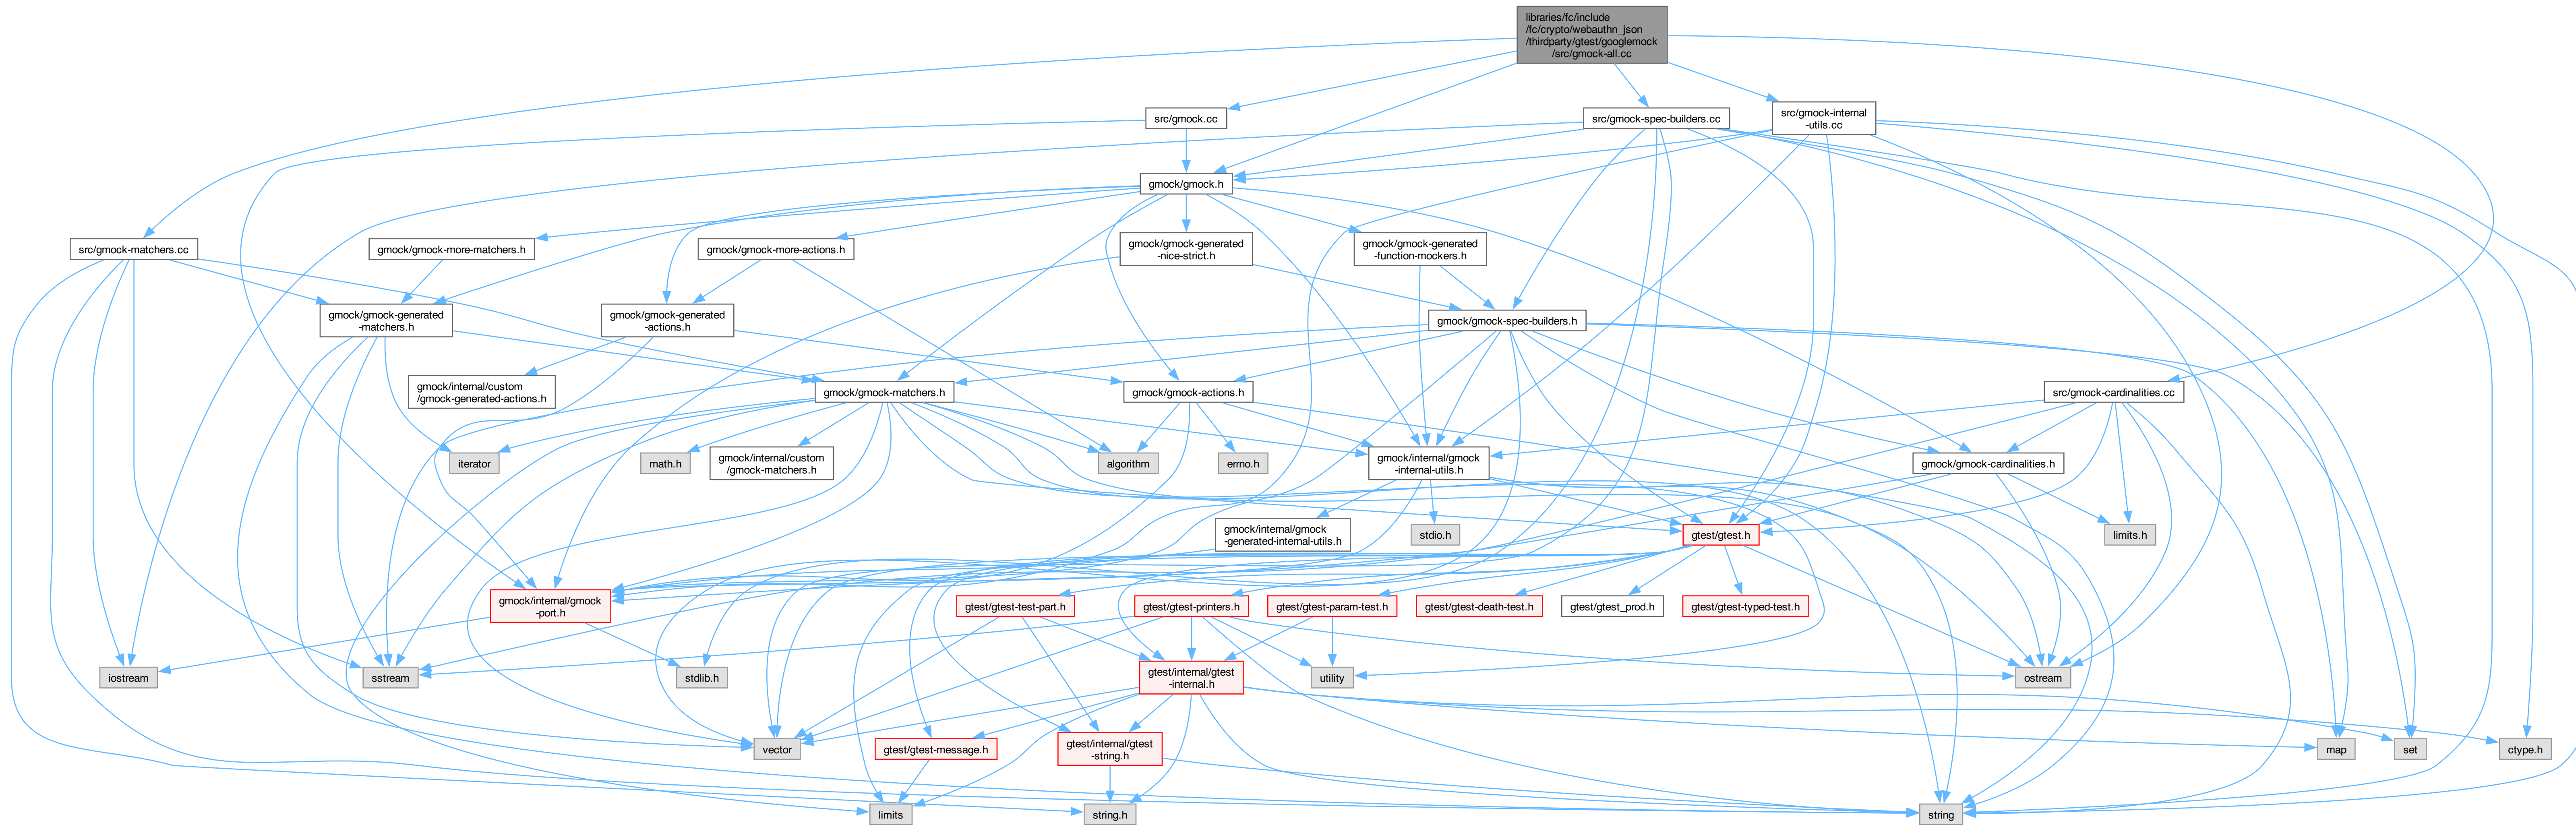 libraries/fc/include
/fc/crypto/webauthn_json
/thirdparty/gtest/googlemock
/src/gmock-all.cc
src/gmock.cc
src/gmock-spec-builders.cc
src/gmock-internal
-utils.cc
gmock/gmock.h
src/gmock-matchers.cc
gmock/gmock-more-matchers.h
gmock/gmock-more-actions.h
gmock/gmock-generated
-nice-strict.h
gmock/gmock-generated
-function-mockers.h
gmock/gmock-generated
-matchers.h
gmock/gmock-generated
-actions.h
gmock/gmock-spec-builders.h
gmock/internal/custom
/gmock-generated-actions.h
gmock/gmock-matchers.h
gmock/gmock-actions.h
src/gmock-cardinalities.cc
iterator
math.h
gmock/internal/custom
/gmock-matchers.h
algorithm
errno.h
gmock/internal/gmock
-internal-utils.h
gmock/gmock-cardinalities.h
gmock/internal/gmock
-generated-internal-utils.h
stdio.h
gtest/gtest.h
limits.h
gmock/internal/gmock
-port.h
gtest/gtest-test-part.h
gtest/gtest-printers.h
gtest/gtest-param-test.h
gtest/gtest-death-test.h
gtest/gtest_prod.h
gtest/gtest-typed-test.h
iostream
sstream
stdlib.h
gtest/internal/gtest
-internal.h
utility
ostream
vector
gtest/gtest-message.h
gtest/internal/gtest
-string.h
map
set
ctype.h
limits
string.h
string